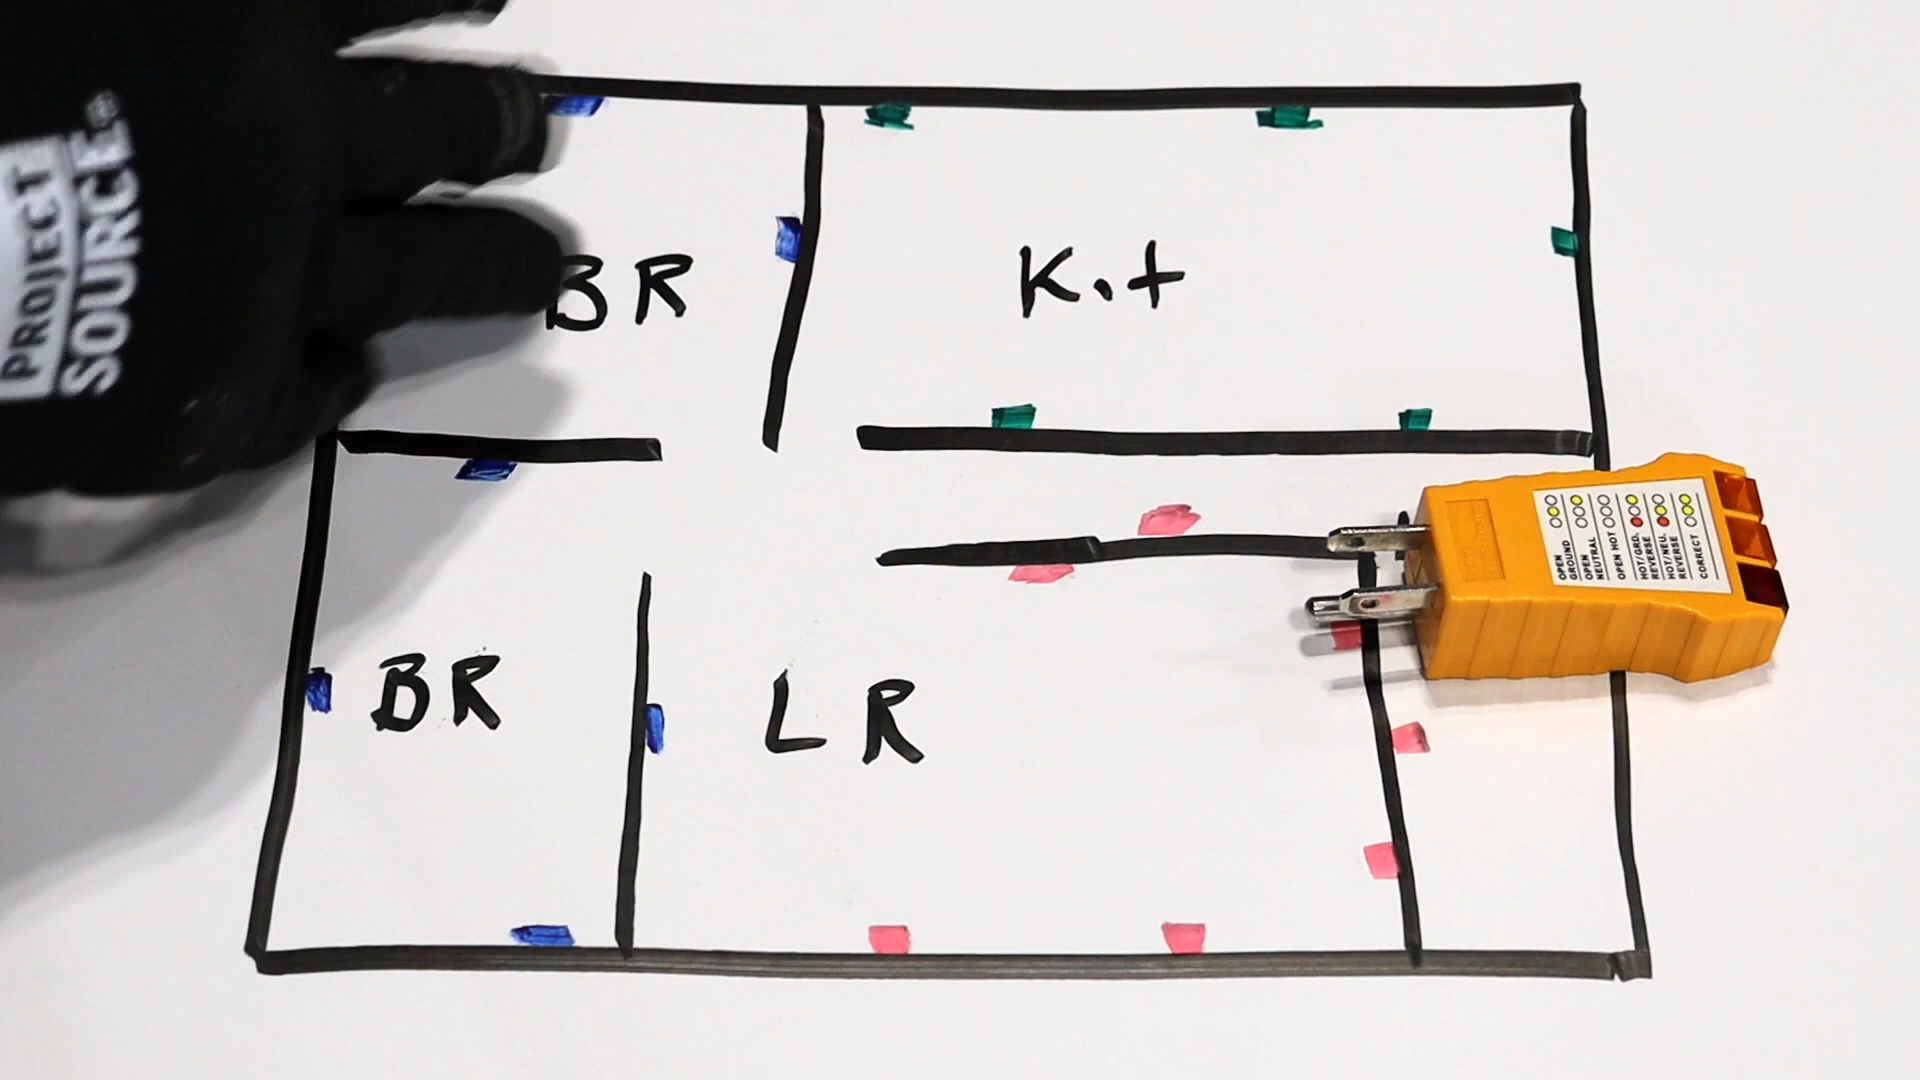 PROJECT
SOURCE®
BR
Kit
BR
LR
OPEN
GROUND
OPEN
NEUTRAL
OPEN HOT
HOT/GRD.
REVERSE
HOT/NEU.
REVERSE
CORRECT